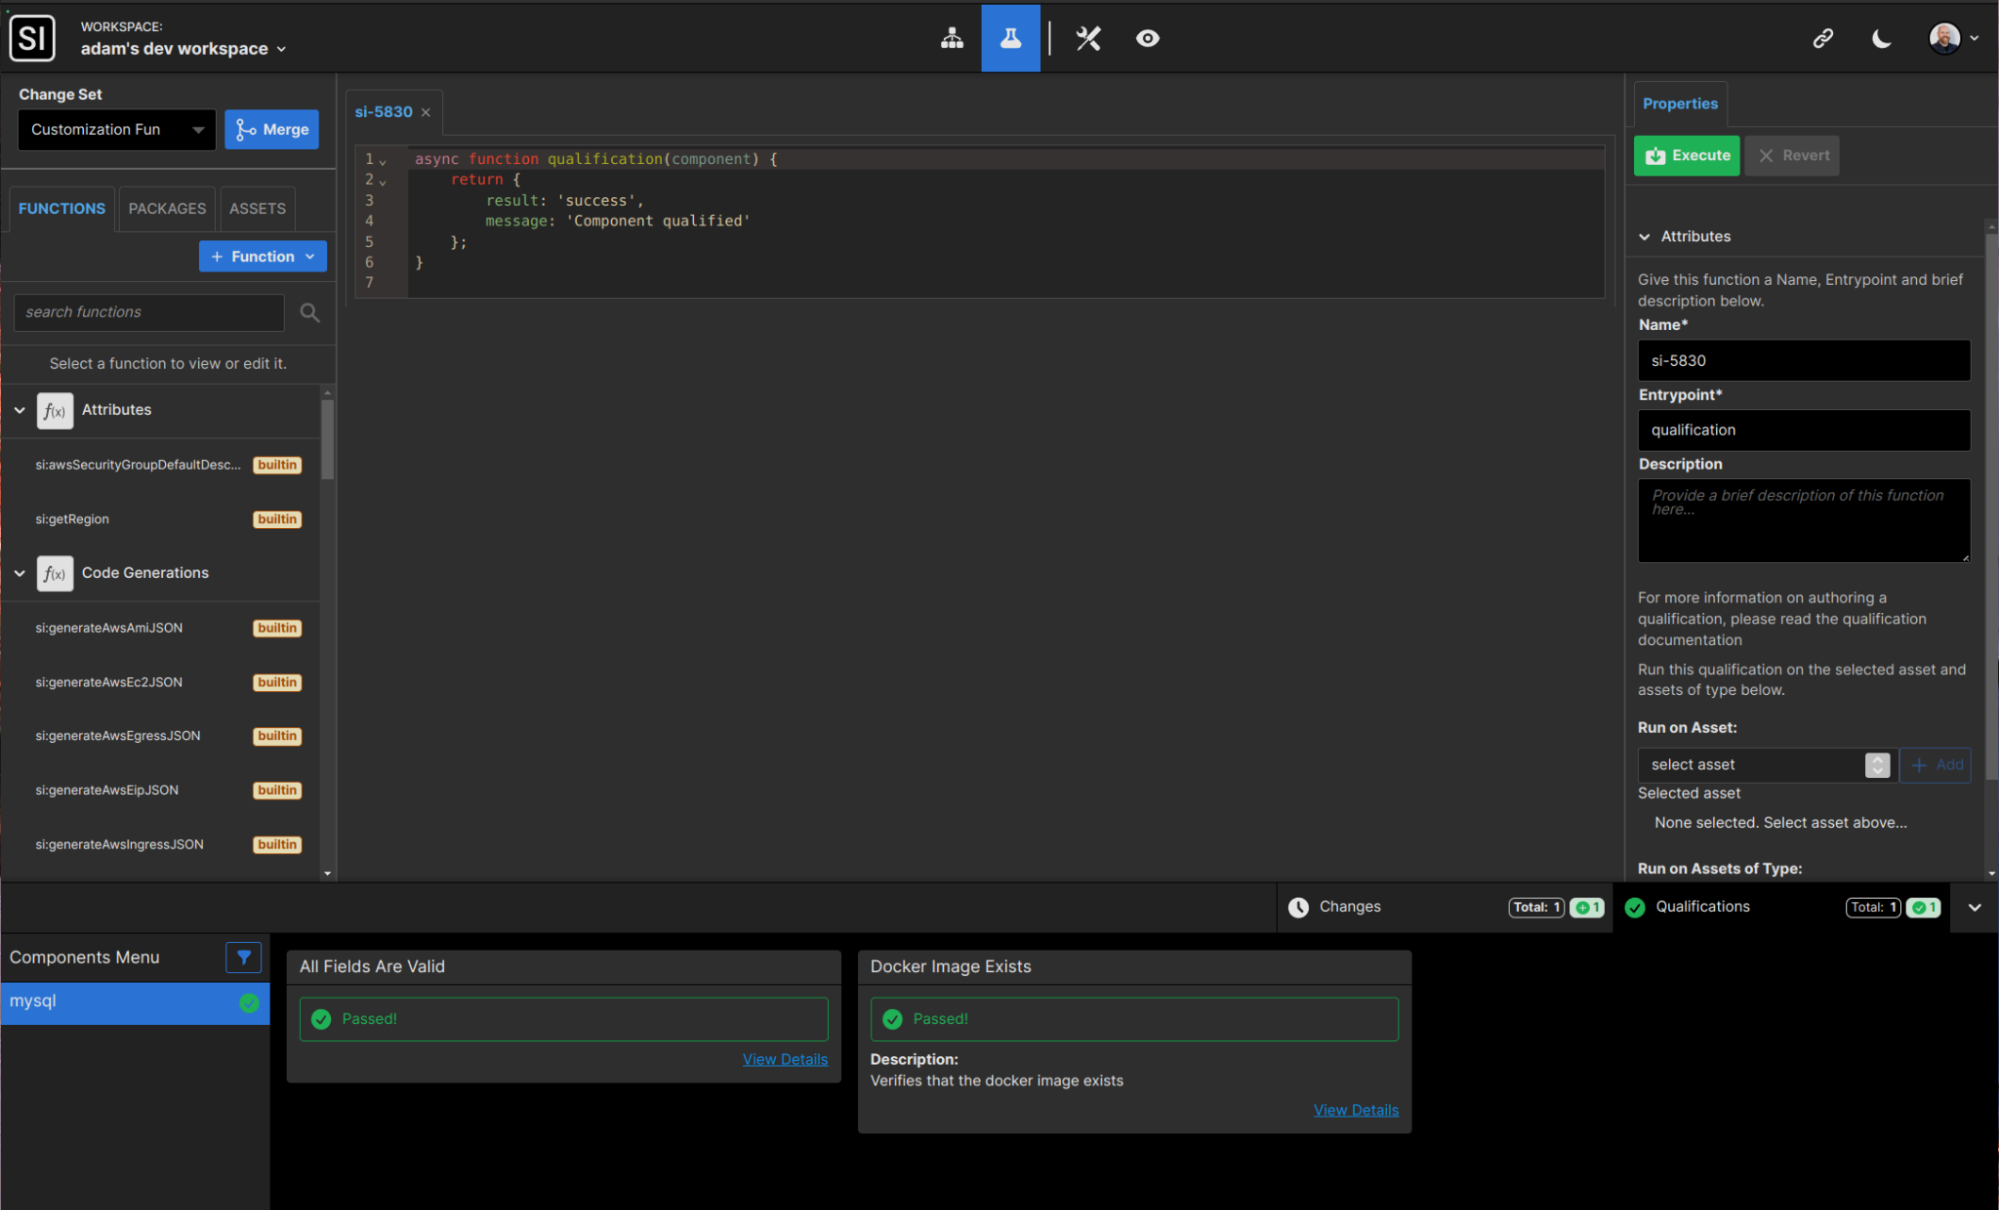 SI
WORKSPACE:
adam's dev workspace
Change Set
Customization Fun
Merge
FUNCTIONS
PACKAGES
ASSETS
+ Function
search functions
Select a function to view or edit it.
f(x) Attributes
si:awsSecurityGroupDefaultDesc... builtin
si:getRegion builtin
f(x) Code Generations
si:generateAwsAmiJSON builtin
si:generateAwsEc2JSON builtin
si:generateAwsEgressJSON builtin
si:generateAwsEipJSON builtin
si:generateAwsIngressJSON builtin
si-5830 ×
1 async function qualification(component) {
2 return {
3 result: 'success',
4 message: 'Component qualified'
5 };
6 }
7
Properties
Execute
Revert
Attributes
Give this function a Name, Entrypoint and brief
description below.
Name*
si-5830
Entrypoint*
qualification
Description
Provide a brief description of this function
here...
For more information on authoring a
qualification, please read the qualification
documentation
Run this qualification on the selected asset and
assets of type below.
Run on Asset:
select asset
+ Add
Selected asset
None selected. Select asset above...
Run on Assets of Type:
Changes
Total: 1
1
Qualifications
Total: 1
1
Components Menu
mysql
All Fields Are Valid
Passed!
View Details
Docker Image Exists
Passed!
Description:
Verifies that the docker image exists
View Details